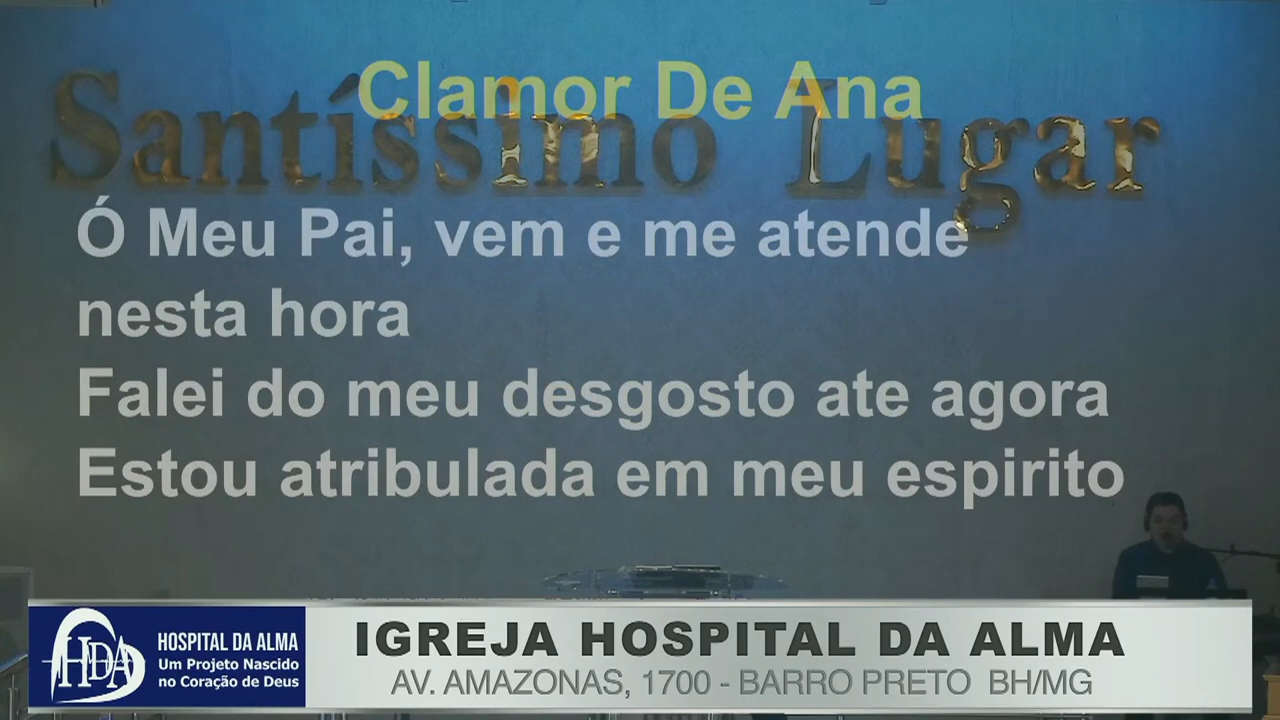 Clamor De Ana
Santíssimo Lugar
Ó Meu Pai, vem e me atende
nesta hora
Falei do meu desgosto ate agora
Estou atribulada em meu espirito
HDA
HOSPITAL DA ALMA
Um Projeto Nascido
no Coração de Deus
IGREJA HOSPITAL DA ALMA
AV. AMAZONAS, 1700 - BARRO PRETO BH/MG